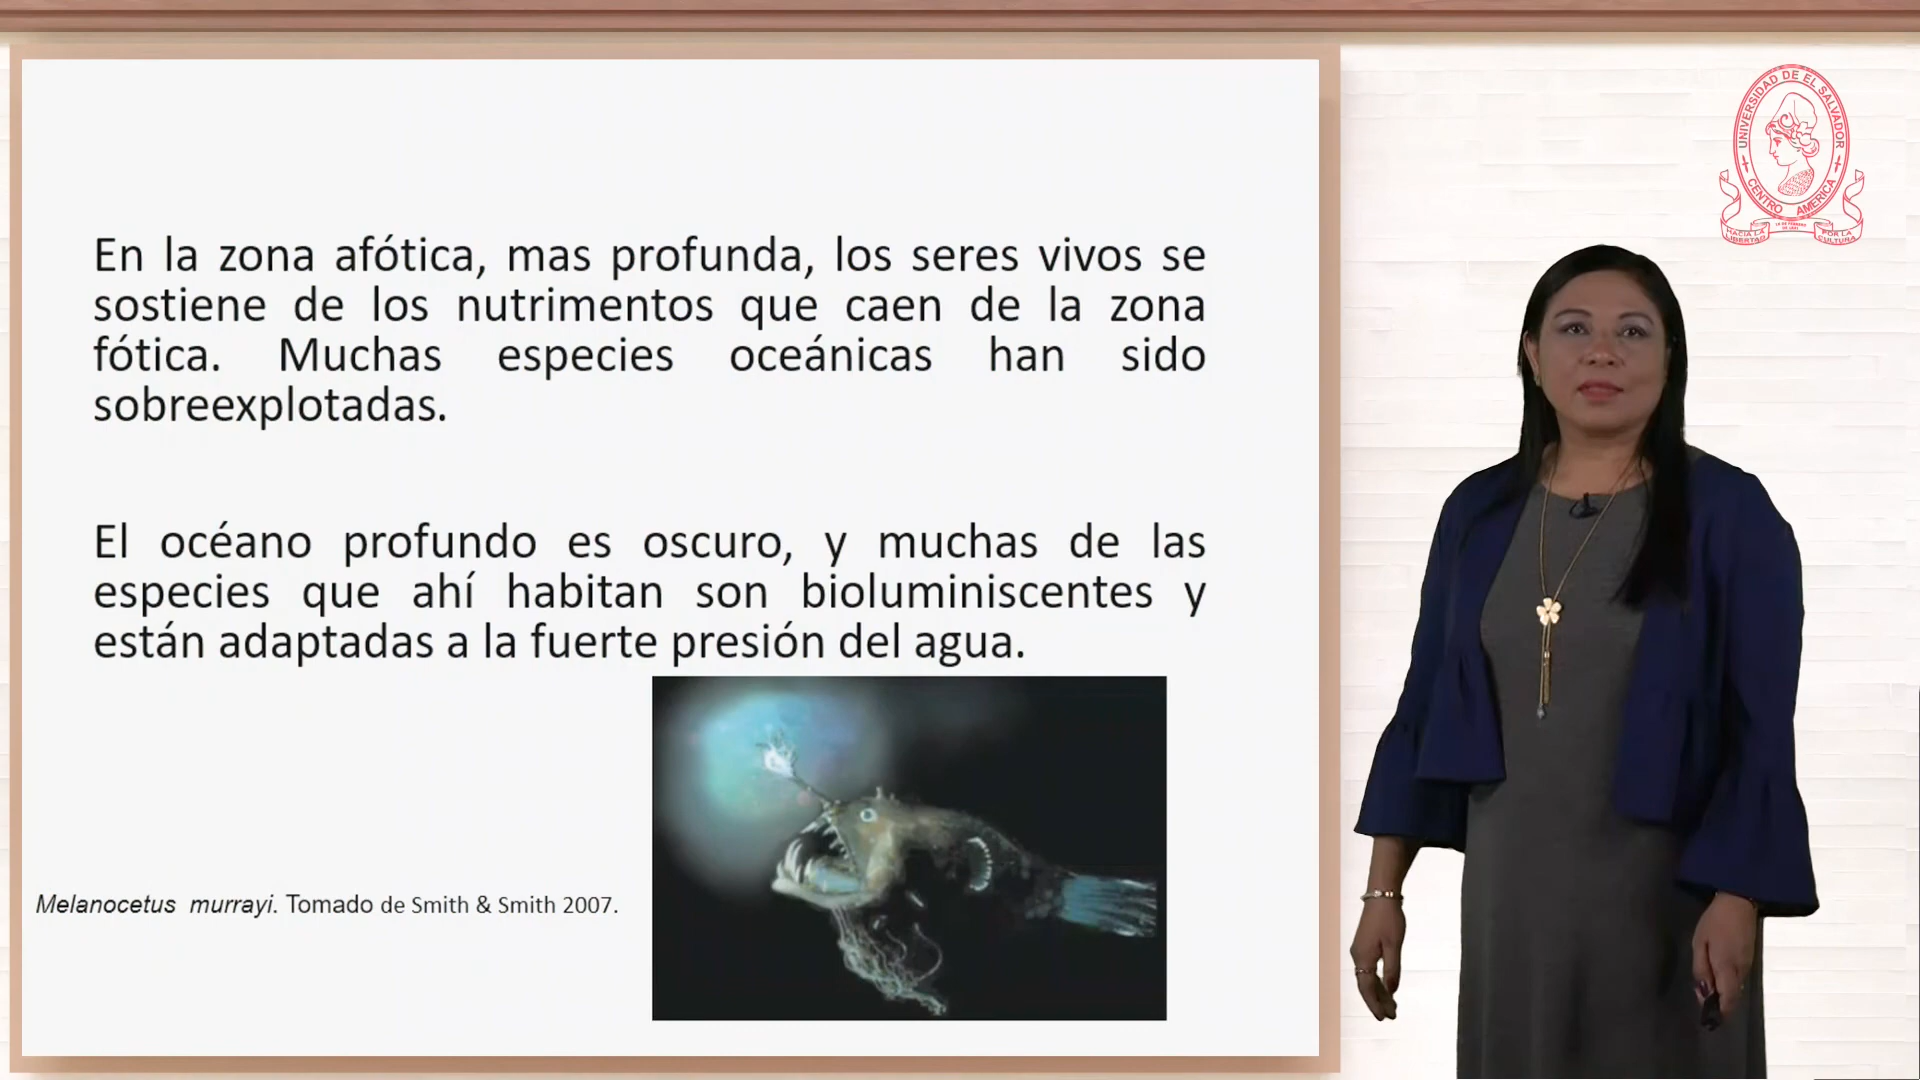 En la zona afótica, mas profunda, los seres vivos se
sostiene de los nutrimentos que caen de la zona
fótica. Muchas especies oceánicas han sido
sobreexplotadas.
El océano profundo es oscuro, y muchas de las
especies que ahí habitan son bioluminiscentes y
están adaptadas a la fuerte presión del agua.
Melanocetus murrayi. Tomado de Smith & Smith 2007.
UNIVERSIDAD DE EL SALVADOR
CENTRO AMERICA
HACIA LA
LIBERTAD
POR LA
CULTURA